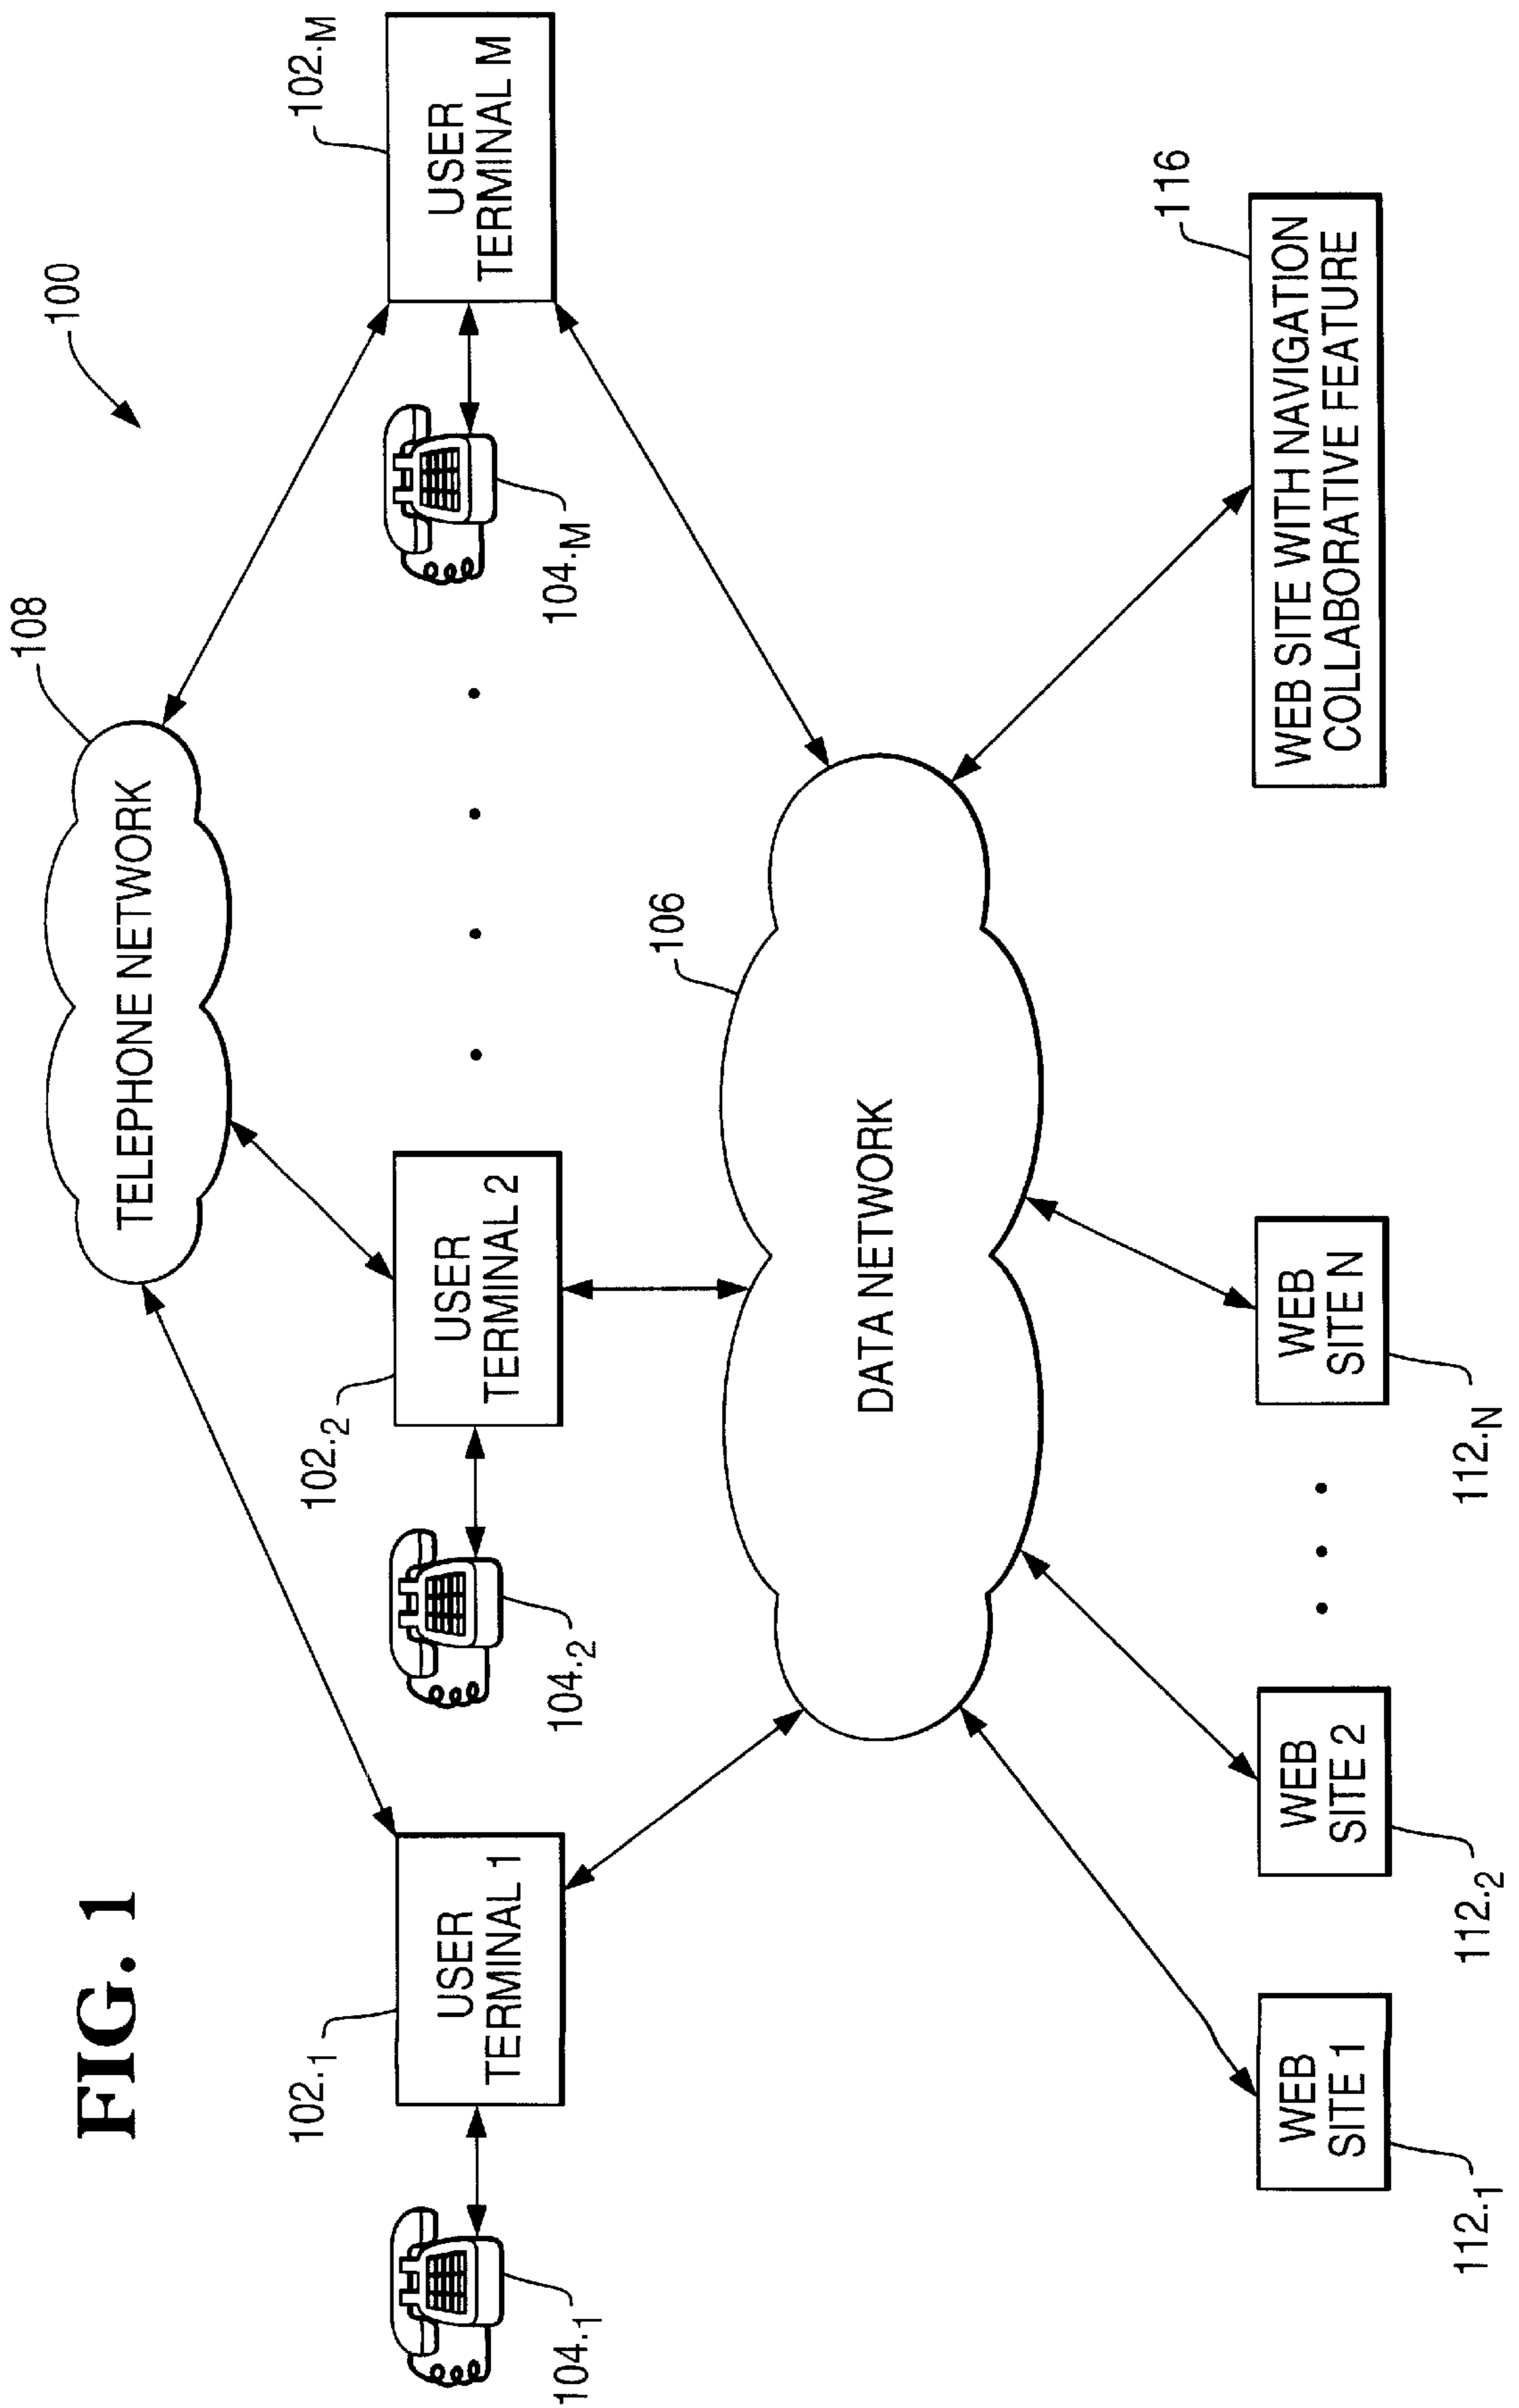 FIG. 1
100
108
TELEPHONE NETWORK
102.1
USER
TERMINAL 1
102.2
USER
TERMINAL 2
102.M
USER
TERMINAL M
104.1
104.2
104.M
106
DATA NETWORK
116
WEB
SITE 1
WEB
SITE 2
WEB
SITE N
WEB SITE WITH NAVIGATION
COLLABORATIVE FEATURE
112.1
112.2
112.N